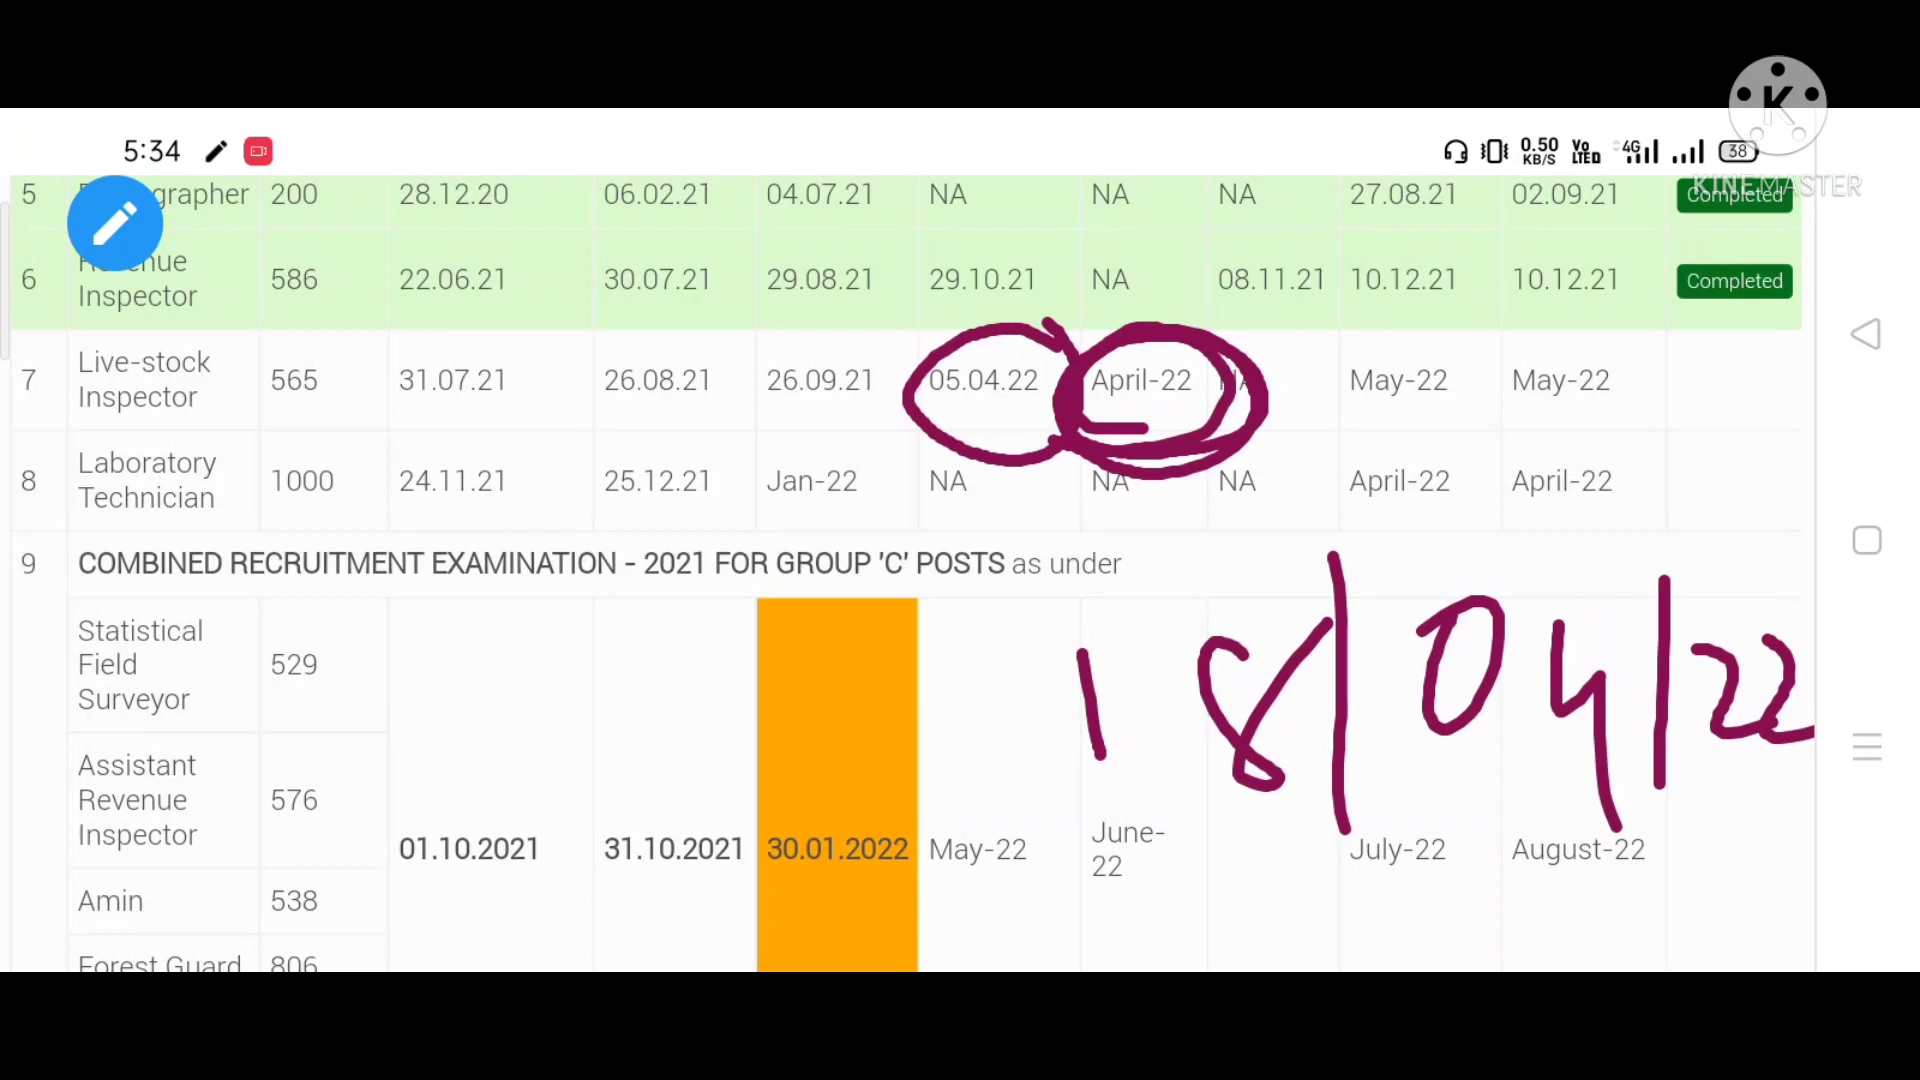 K
KINEMASTER
5:34 0.50 KB/S Vo LTE 4G 38
5 grapher 200 28.12.20 06.02.21 04.07.21 NA NA NA 27.08.21 02.09.21 Completed
6 Inspector 586 22.06.21 30.07.21 29.08.21 29.10.21 NA 08.11.21 10.12.21 10.12.21 Completed
7 Live-stock Inspector 565 31.07.21 26.08.21 26.09.21 05.04.22 April-22 NA May-22 May-22
8 Laboratory Technician 1000 24.11.21 25.12.21 Jan-22 NA NA NA April-22 April-22
9 COMBINED RECRUITMENT EXAMINATION - 2021 FOR GROUP 'C' POSTS as under
18/04/22
Statistical Field Surveyor 529
Assistant Revenue Inspector 576
01.10.2021 31.10.2021 30.01.2022 May-22 June-22 July-22 August-22
Amin 538
Forest Guard 806